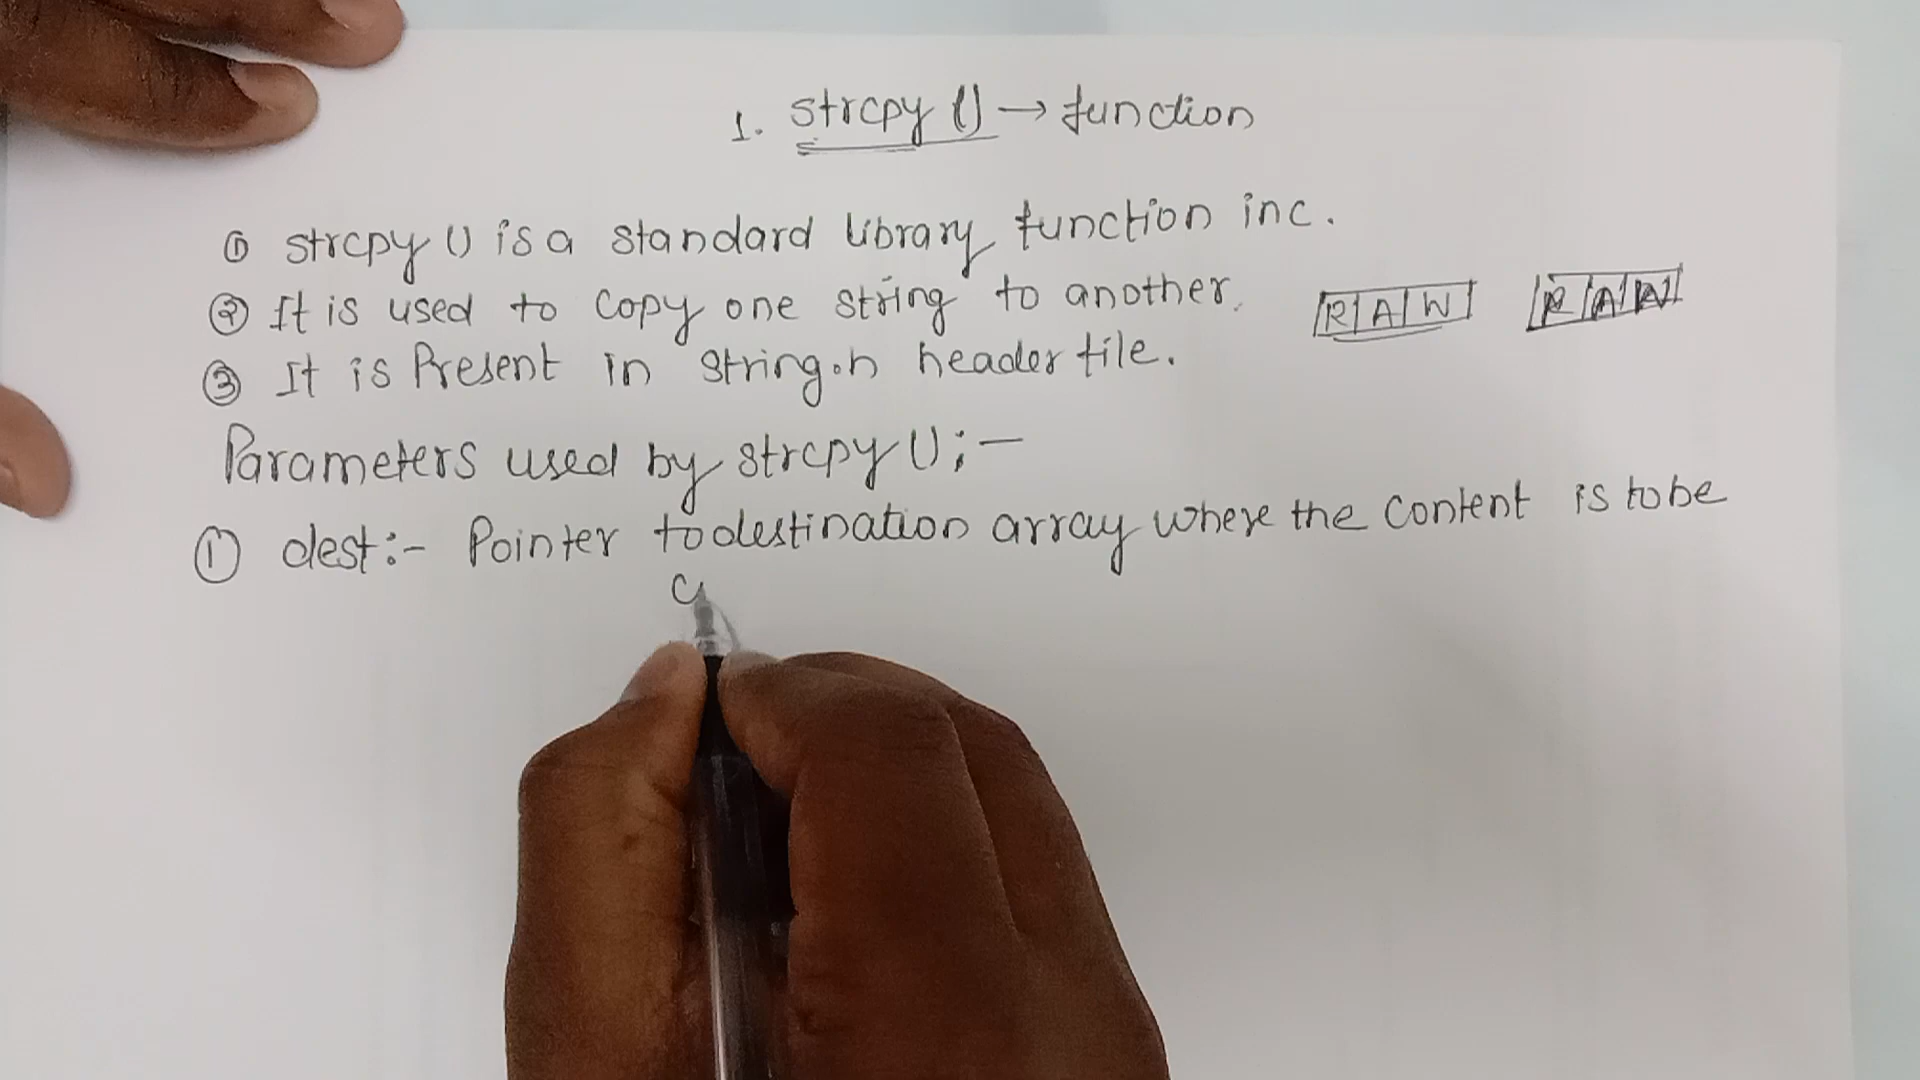 1. strcpy () → function
① strcpy () is a standard library function in c.
② It is used to copy one string to another. R A W R A W
③ It is Present in string.h header file.
Parameters used by strcpy () ; -
① dest :- Pointer to destination array where the content is to be
c